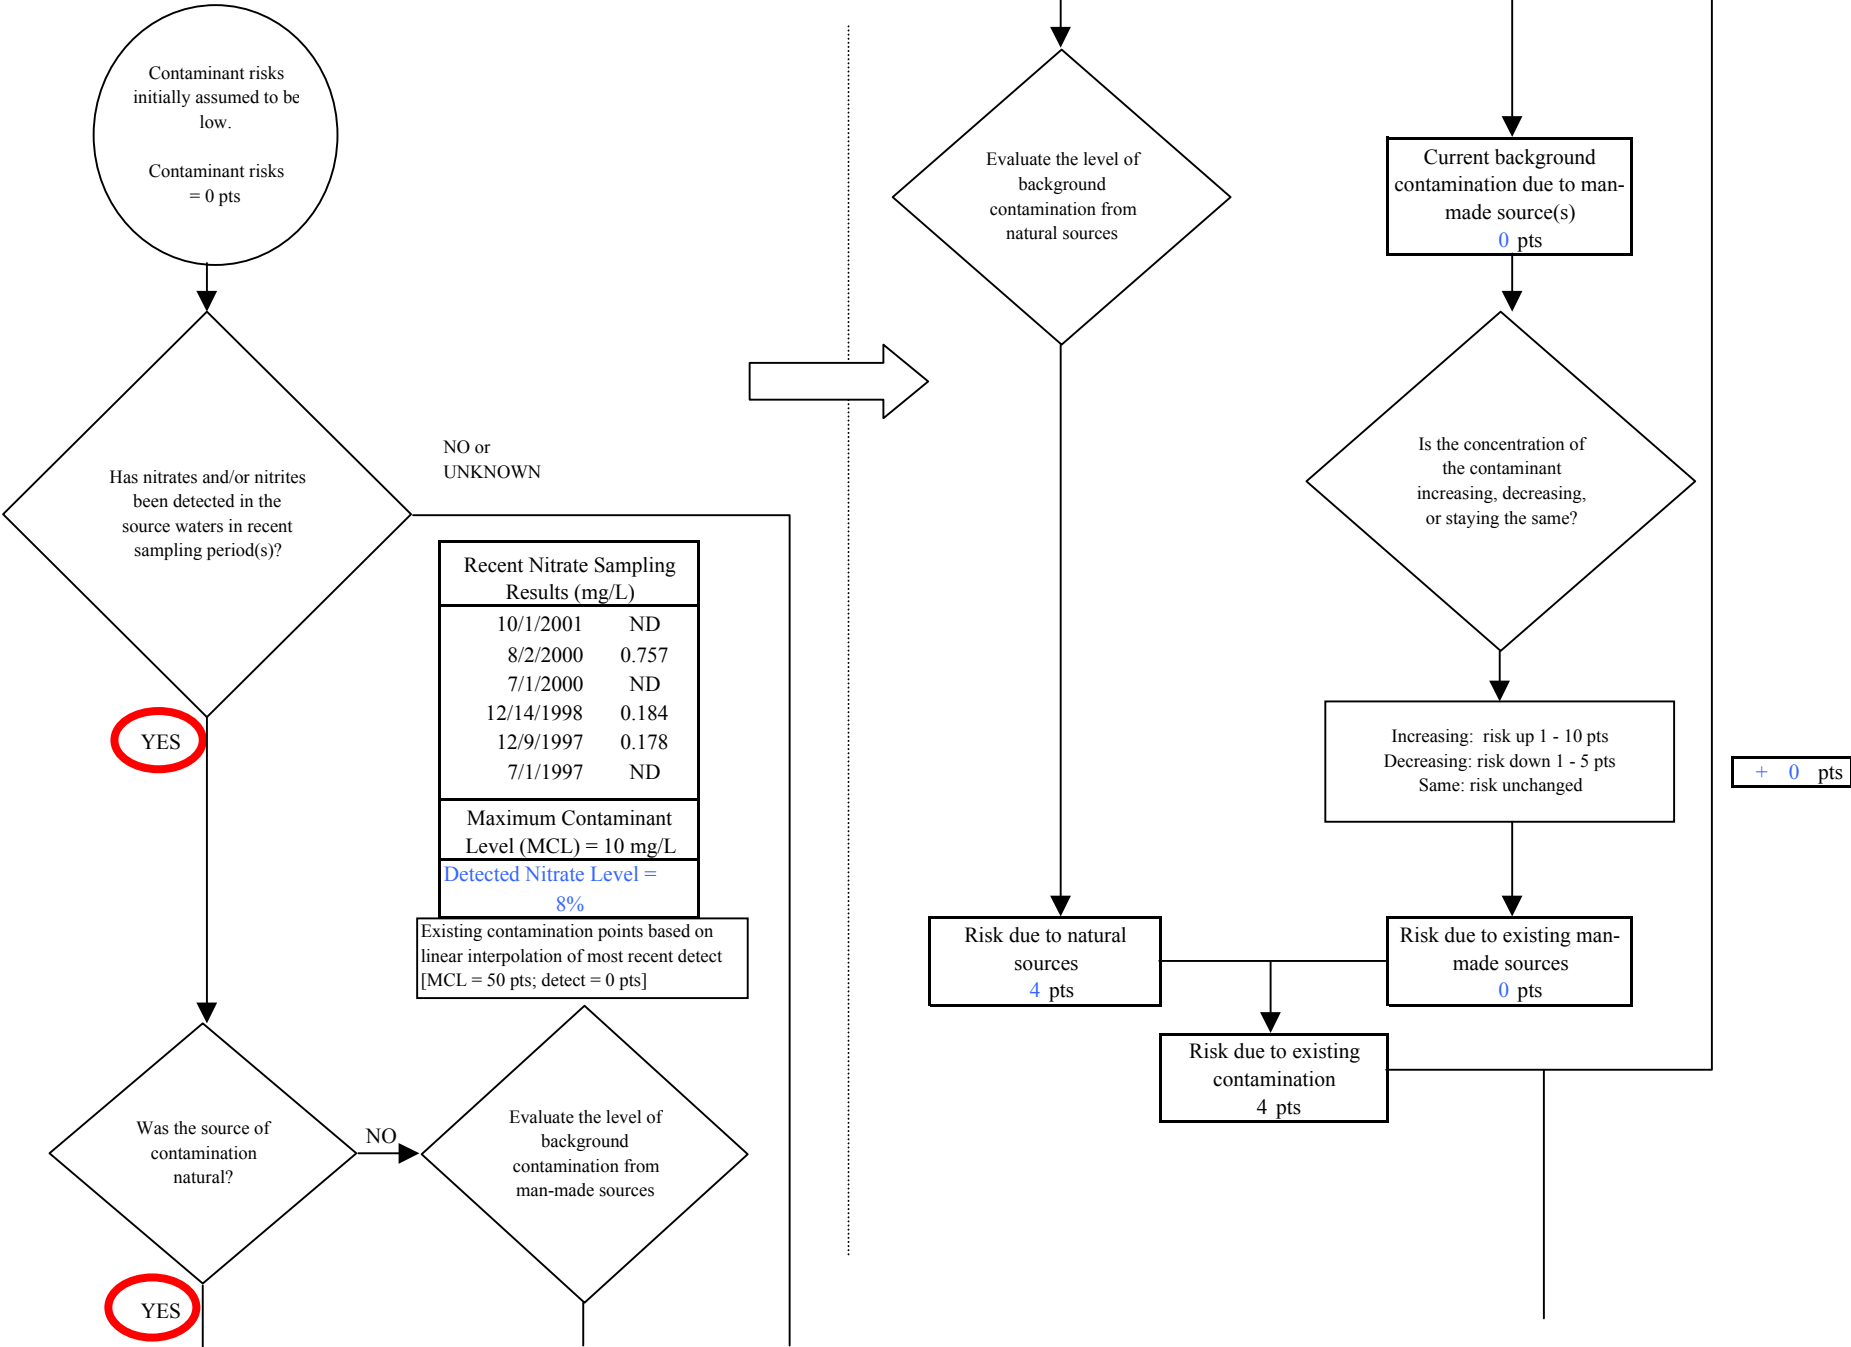 Contaminant risks
initially assumed to be
low.
Contaminant risks
= 0 pts
Has nitrates and/or nitrites
been detected in the
source waters in recent
sampling period(s)?
NO or
UNKNOWN
YES
Recent Nitrate Sampling
Results (mg/L)
10/1/2001 ND
8/2/2000 0.757
7/1/2000 ND
12/14/1998 0.184
12/9/1997 0.178
7/1/1997 ND
Maximum Contaminant
Level (MCL) = 10 mg/L
Detected Nitrate Level =
8%
Existing contamination points based on
linear interpolation of most recent detect
[MCL = 50 pts; detect = 0 pts]
Was the source of
contamination
natural?
NO
Evaluate the level of
background
contamination from
man-made sources
YES
Evaluate the level of
background
contamination from
natural sources
Current background
contamination due to man-
made source(s)
0 pts
Is the concentration of
the contaminant
increasing, decreasing,
or staying the same?
Increasing: risk up 1 - 10 pts
Decreasing: risk down 1 - 5 pts
Same: risk unchanged
+ 0 pts
Risk due to natural
sources
4 pts
Risk due to existing man-
made sources
0 pts
Risk due to existing
contamination
4 pts